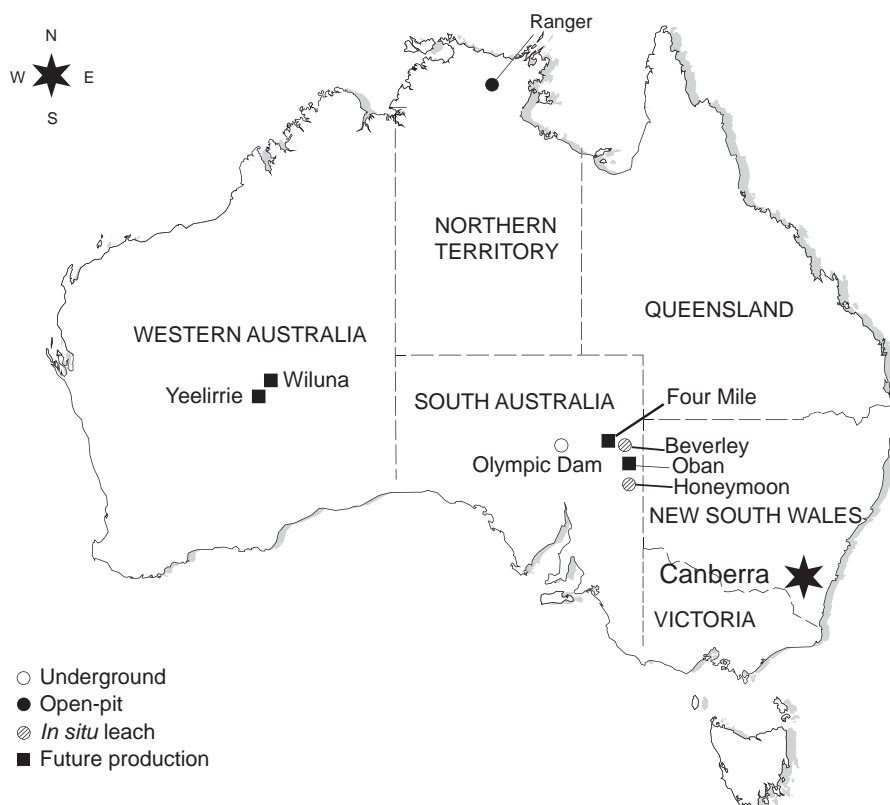 Ranger
N
W E
S
NORTHERN
TERRITORY
QUEENSLAND
WESTERN AUSTRALIA
Wiluna
Yeelirrie
SOUTH AUSTRALIA
Four Mile
Beverley
Olympic Dam
Oban
Honeymoon
NEW SOUTH WALES
Canberra
VICTORIA
Underground
Open-pit
In situ leach
Future production